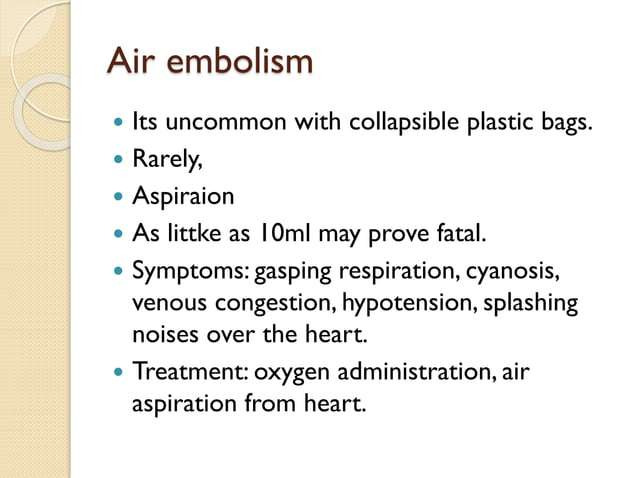 Air embolism
• Its uncommon with collapsible plastic bags.
• Rarely,
• Aspiraion
• As littke as 10ml may prove fatal.
• Symptoms: gasping respiration, cyanosis,
venous congestion, hypotension, splashing
noises over the heart.
• Treatment: oxygen administration, air
aspiration from heart.